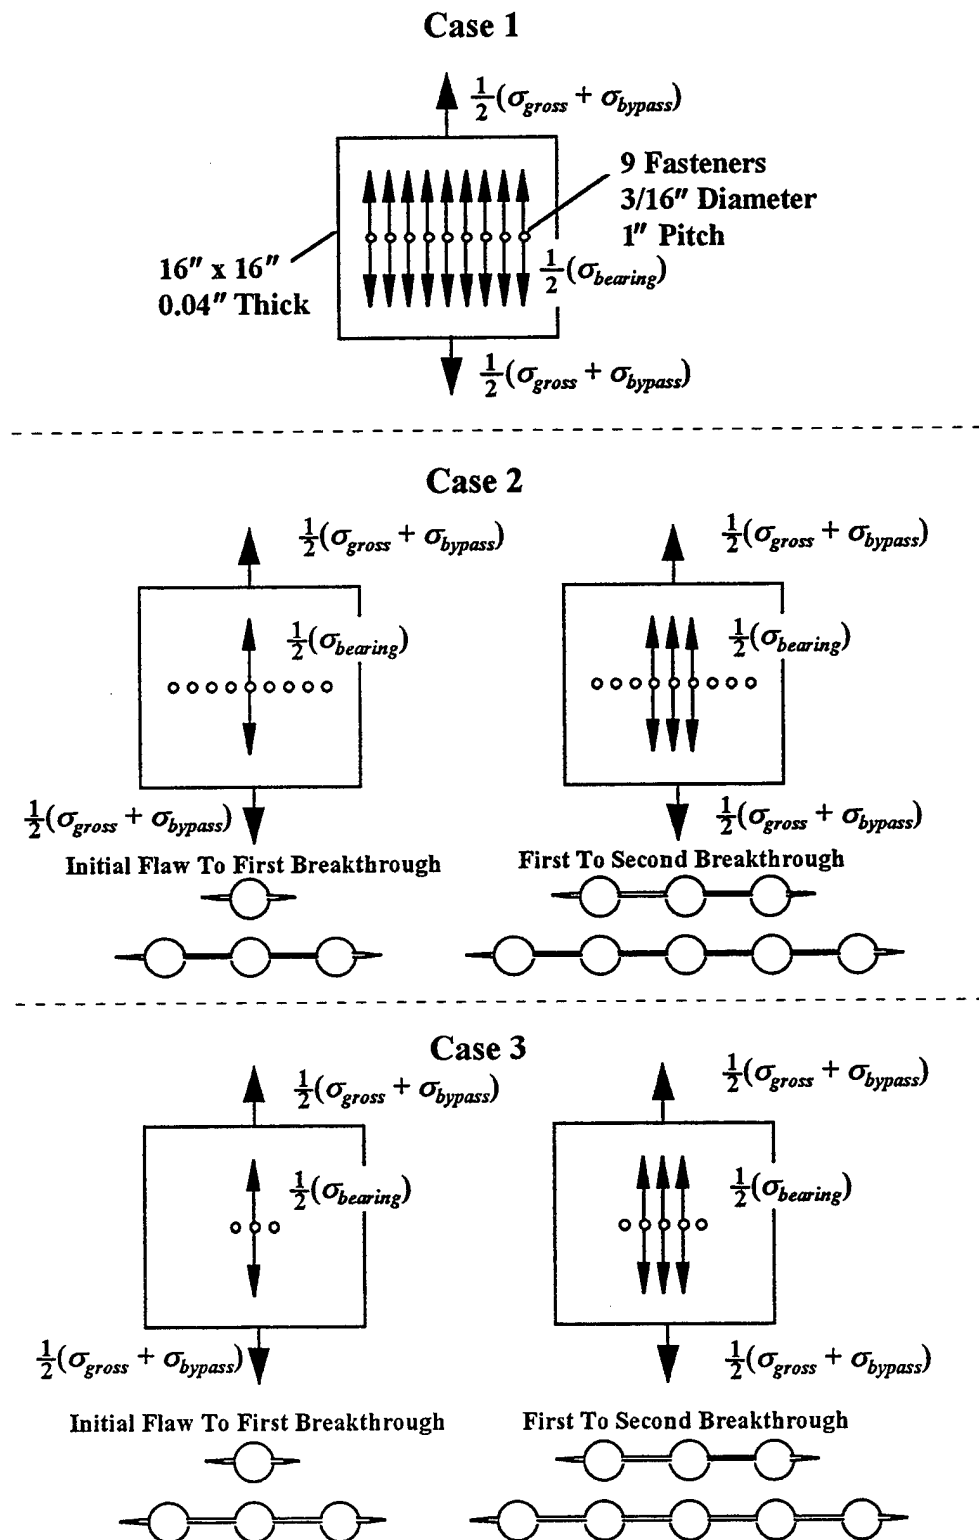 Case 1
1/2(σgross + σbypass)
9 Fasteners
3/16" Diameter
1" Pitch
16" x 16"
0.04" Thick
1/2(σbearing)
1/2(σgross + σbypass)
Case 2
1/2(σgross + σbypass)
1/2(σgross + σbypass)
1/2(σbearing)
1/2(σbearing)
1/2(σgross + σbypass)
1/2(σgross + σbypass)
Initial Flaw To First Breakthrough
First To Second Breakthrough
Case 3
1/2(σgross + σbypass)
1/2(σgross + σbypass)
1/2(σbearing)
1/2(σbearing)
1/2(σgross + σbypass)
1/2(σgross + σbypass)
Initial Flaw To First Breakthrough
First To Second Breakthrough